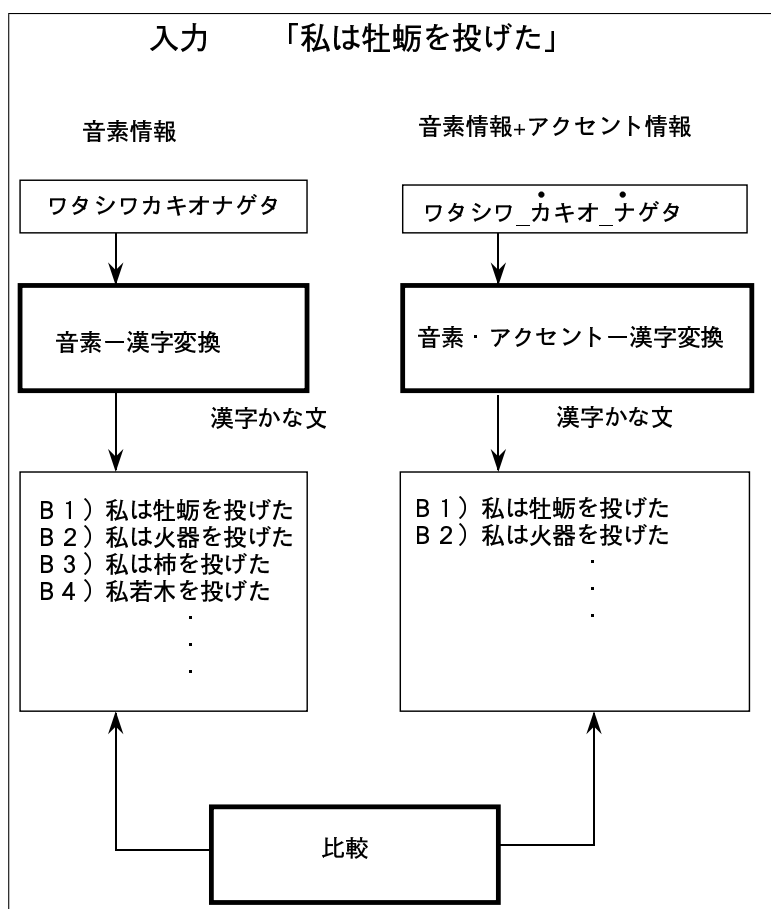 入力 「私は牡蛎を投げた」
音素情報
ワタシワカキオナゲタ
音素ー漢字変換
漢字かな文
B1)私は牡蛎を投げた
B2)私は火器を投げた
B3)私は柿を投げた
B4)私若木を投げた
・
・
・
音素情報+アクセント情報
ワタシワ_カキオ_ナゲタ
音素・アクセントー漢字変換
漢字かな文
B1)私は牡蛎を投げた
B2)私は火器を投げた
・
・
・
比較